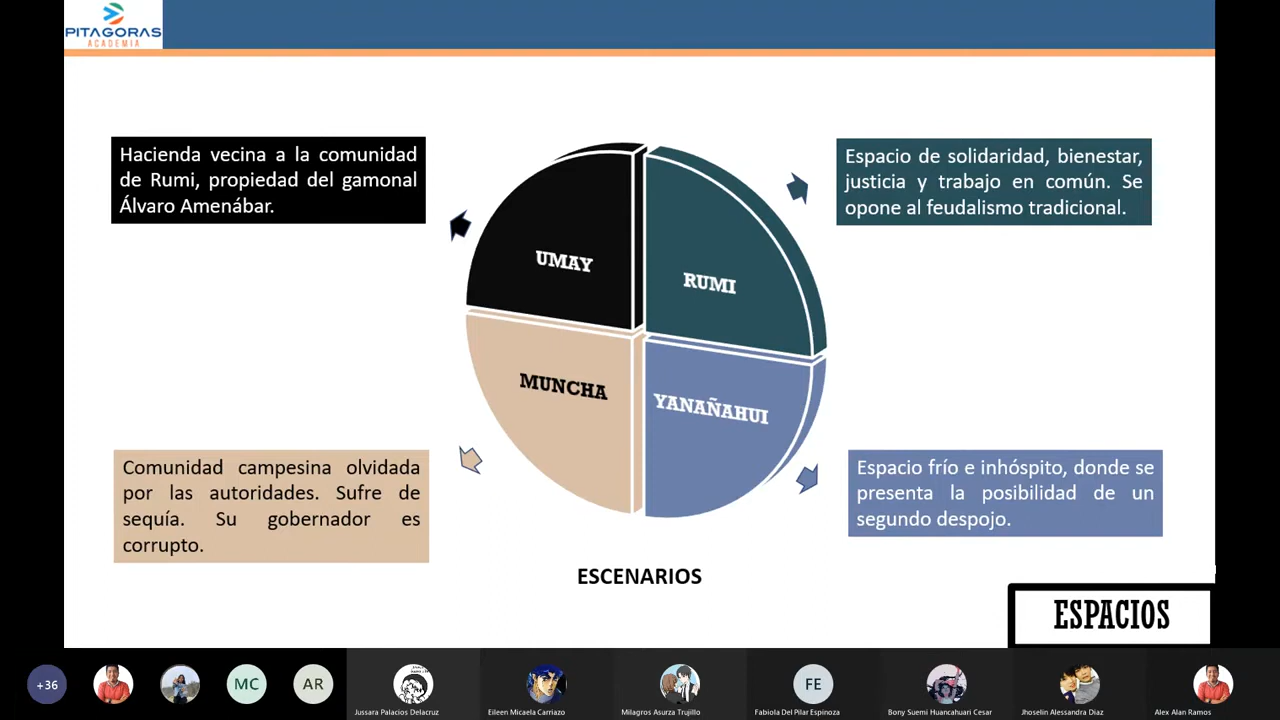 PITAGORAS
ACADEMIA
Hacienda vecina a la comunidad
de Rumi, propiedad del gamonal
Álvaro Amenábar.
Espacio de solidaridad, bienestar,
justicia y trabajo en común. Se
opone al feudalismo tradicional.
UMAY
RUMI
MUNCHA
YANAÑAHUI
Comunidad campesina olvidada
por las autoridades. Sufre de
sequía. Su gobernador es
corrupto.
Espacio frío e inhóspito, donde se
presenta la posibilidad de un
segundo despojo.
ESCENARIOS
ESPACIOS
+36
MC
AR
FE
Jussara Palacios Delacruz
Eileen Micaela Carriazo
Milagros Asurza Trujillo
Fabiola Del Pilar Espinoza
Bony Suemi Huancahuari Cesar
Jhoselin Alessandra Diaz
Alex Alan Ramos